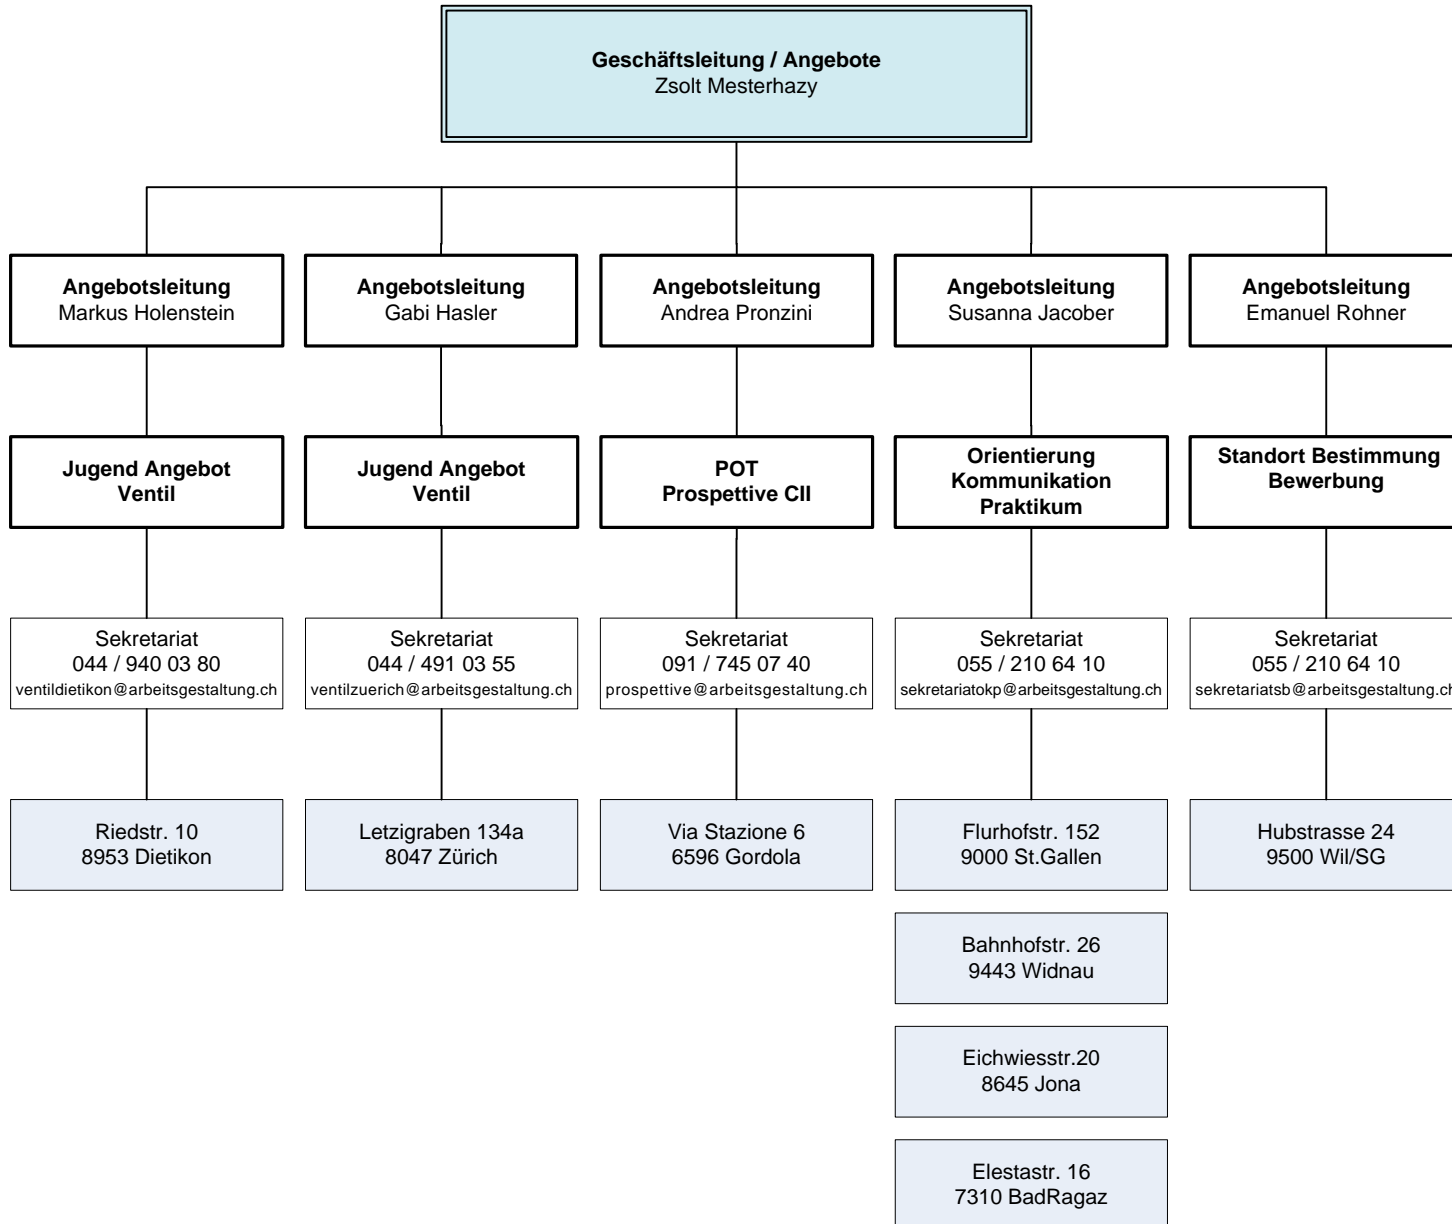 Geschäftsleitung / Angebote
Zsolt Mesterhazy
Angebotsleitung
Markus Holenstein
Angebotsleitung
Gabi Hasler
Angebotsleitung
Andrea Pronzini
Angebotsleitung
Susanna Jacober
Angebotsleitung
Emanuel Rohner
Jugend Angebot
Ventil
Jugend Angebot
Ventil
POT
Prospettive CII
Orientierung
Kommunikation
Praktikum
Standort Bestimmung
Bewerbung
Sekretariat
044 / 940 03 80
ventildietikon@arbeitsgestaltung.ch
Sekretariat
044 / 491 03 55
ventilzuerich@arbeitsgestaltung.ch
Sekretariat
091 / 745 07 40
prospettive@arbeitsgestaltung.ch
Sekretariat
055 / 210 64 10
sekretariatokp@arbeitsgestaltung.ch
Sekretariat
055 / 210 64 10
sekretariatsb@arbeitsgestaltung.ch
Riedstr. 10
8953 Dietikon
Letzigraben 134a
8047 Zürich
Via Stazione 6
6596 Gordola
Flurhofstr. 152
9000 St.Gallen
Hubstrasse 24
9500 Wil/SG
Bahnhofstr. 26
9443 Widnau
Eichwiesstr.20
8645 Jona
Elestastr. 16
7310 BadRagaz